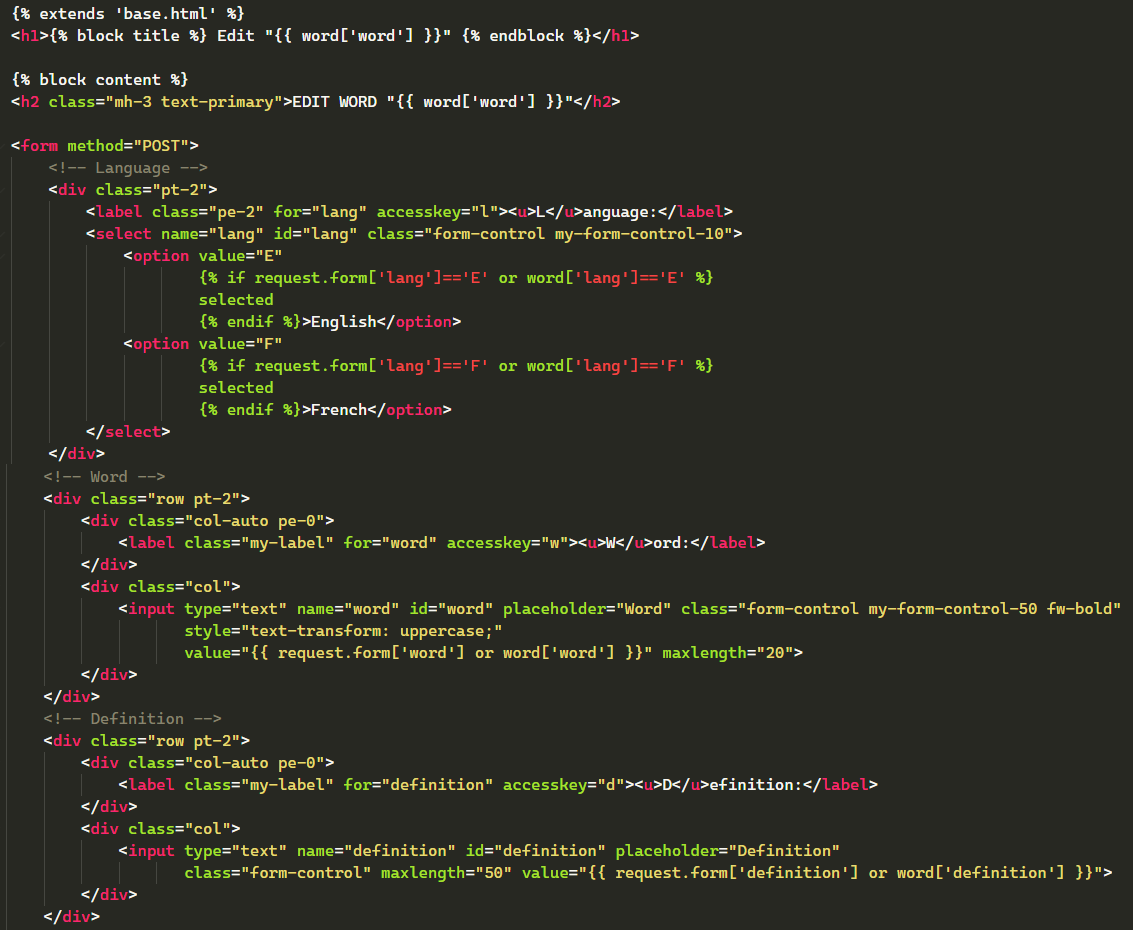 {% extends 'base.html' %}
<h1>{% block title %} Edit "{{ word['word'] }}" {% endblock %}</h1>

{% block content %}
<h2 class="mh-3 text-primary">EDIT WORD "{{ word['word'] }}"</h2>

<form method="POST">
    <!-- Language -->
    <div class="pt-2">
        <label class="pe-2" for="lang" accesskey="l"><u>L</u>anguage:</label>
        <select name="lang" id="lang" class="form-control my-form-control-10">
            <option value="E"
                    {% if request.form['lang']=='E' or word['lang']=='E' %}
                    selected
                    {% endif %}>English</option>
            <option value="F"
                    {% if request.form['lang']=='F' or word['lang']=='F' %}
                    selected
                    {% endif %}>French</option>
        </select>
    </div>
    <!-- Word -->
    <div class="row pt-2">
        <div class="col-auto pe-0">
            <label class="my-label" for="word" accesskey="w"><u>W</u>ord:</label>
        </div>
        <div class="col">
            <input type="text" name="word" id="word" placeholder="Word" class="form-control my-form-control-50 fw-bold"
                   style="text-transform: uppercase;"
                   value="{{ request.form['word'] or word['word'] }}" maxlength="20">
        </div>
    </div>
    <!-- Definition -->
    <div class="row pt-2">
        <div class="col-auto pe-0">
            <label class="my-label" for="definition" accesskey="d"><u>D</u>efinition:</label>
        </div>
        <div class="col">
            <input type="text" name="definition" id="definition" placeholder="Definition"
                   class="form-control" maxlength="50" value="{{ request.form['definition'] or word['definition'] }}">
        </div>
    </div>